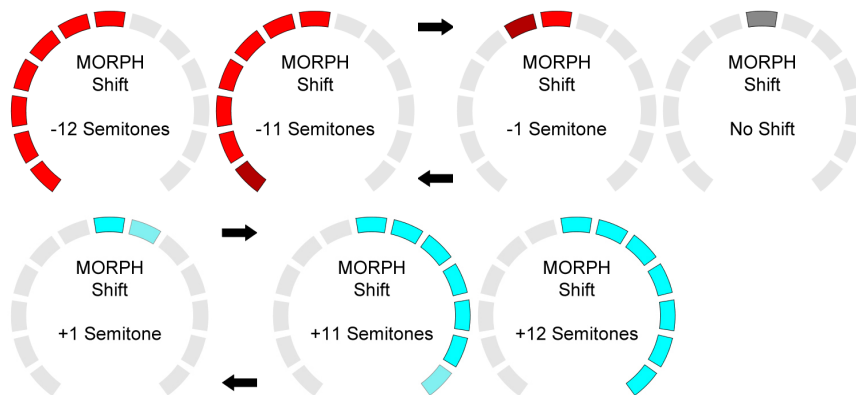 MORPH
Shift
-12 Semitones
MORPH
Shift
-11 Semitones
MORPH
Shift
-1 Semitone
MORPH
Shift
No Shift
MORPH
Shift
+1 Semitone
MORPH
Shift
+11 Semitones
MORPH
Shift
+12 Semitones